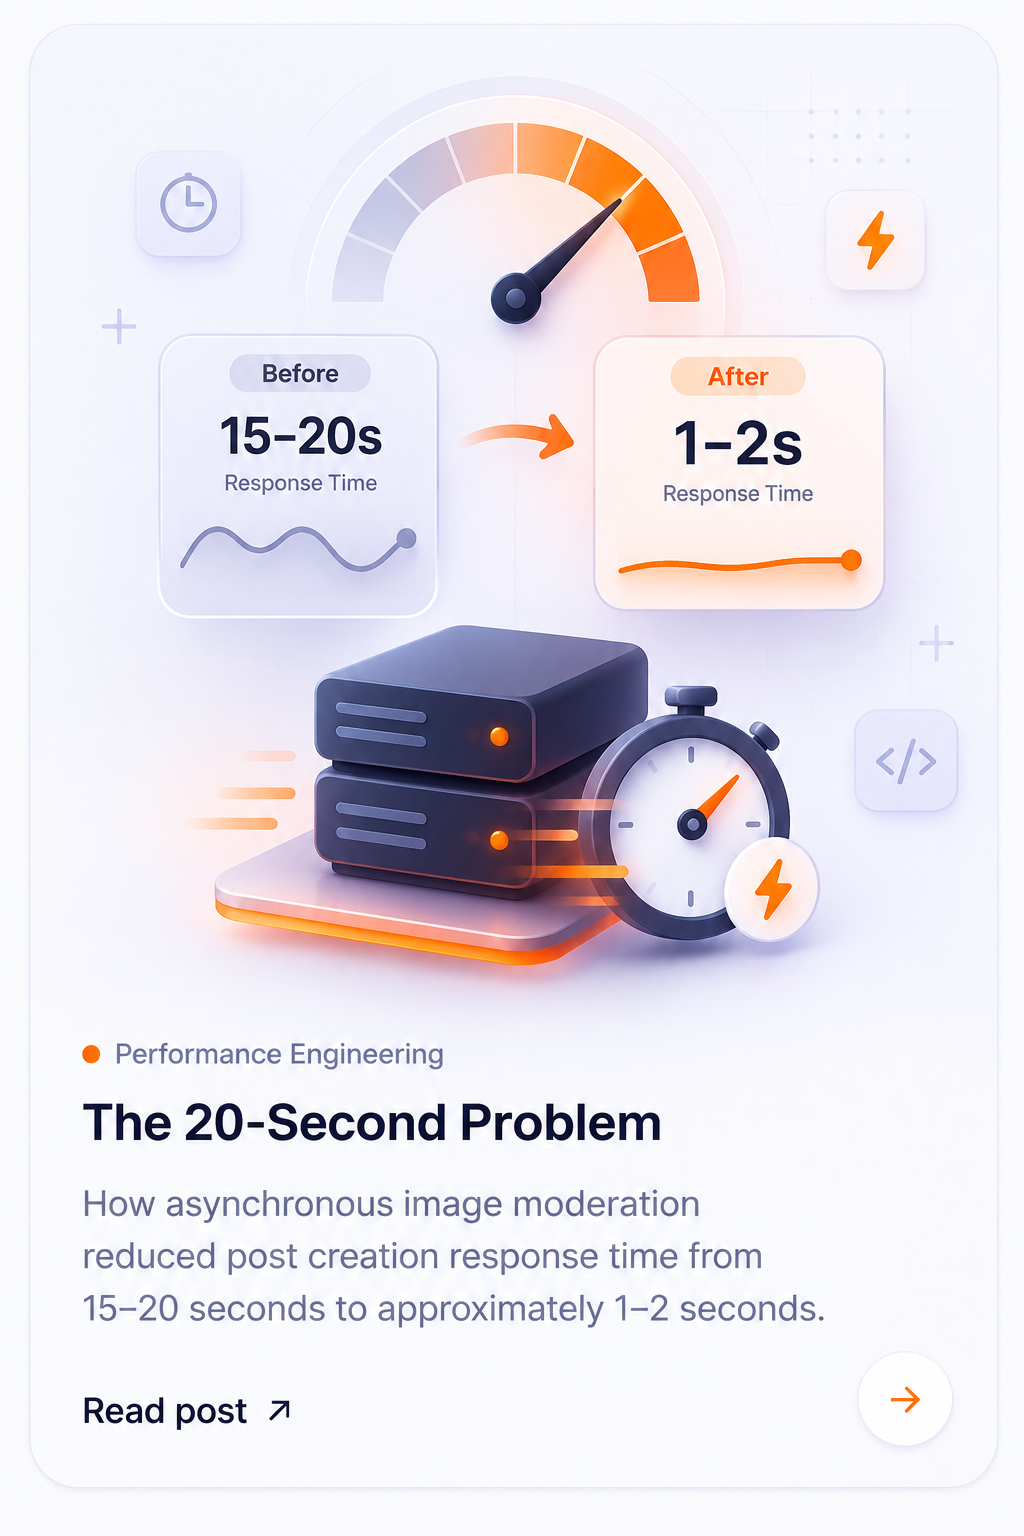 Before
15–20s
Response Time
After
1–2s
Response Time
</>
Performance Engineering
The 20-Second Problem
How asynchronous image moderation
reduced post creation response time from
15–20 seconds to approximately 1–2 seconds.
Read post ↗